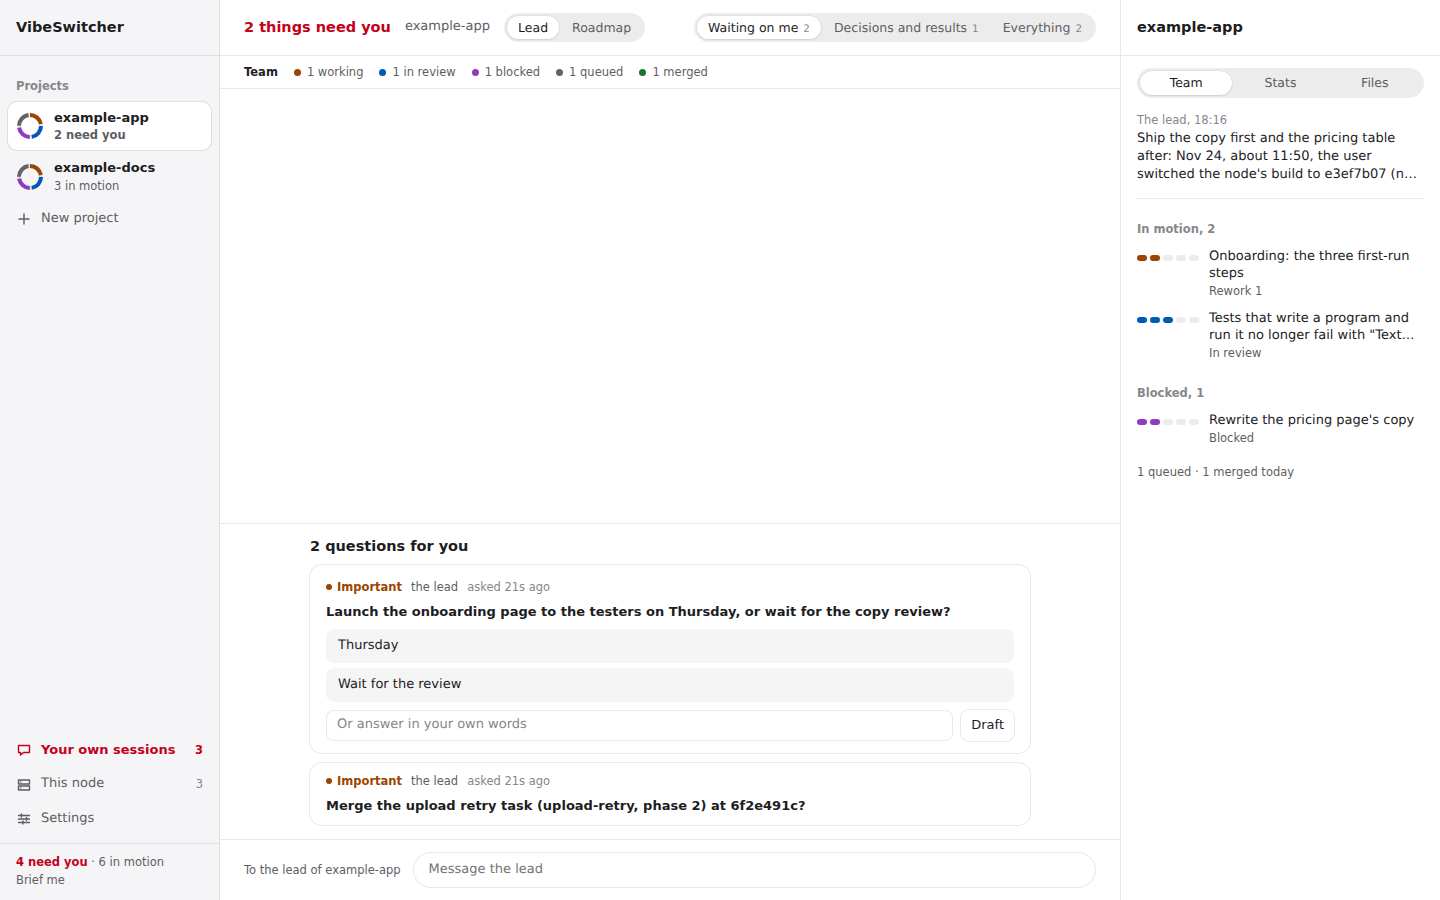 VibeSwitcher
Projects
example-app
2 need you
example-docs
3 in motion
New project
Your own sessions 3
This node 3
Settings
4 need you · 6 in motion
Brief me
2 things need you example-app Lead Roadmap Waiting on me 2 Decisions and results 1 Everything 2
Team 1 working 1 in review 1 blocked 1 queued 1 merged
2 questions for you
Important the lead asked 21s ago
Launch the onboarding page to the testers on Thursday, or wait for the copy review?
Thursday
Wait for the review
Or answer in your own words Draft
Important the lead asked 21s ago
Merge the upload retry task (upload-retry, phase 2) at 6f2e491c?
To the lead of example-app Message the lead
example-app
Team Stats Files
The lead, 18:16
Ship the copy first and the pricing table
after: Nov 24, about 11:50, the user
switched the node's build to e3ef7b07 (n…
In motion, 2
Onboarding: the three first-run
steps
Rework 1
Tests that write a program and
run it no longer fail with "Text…
In review
Blocked, 1
Rewrite the pricing page's copy
Blocked
1 queued · 1 merged today